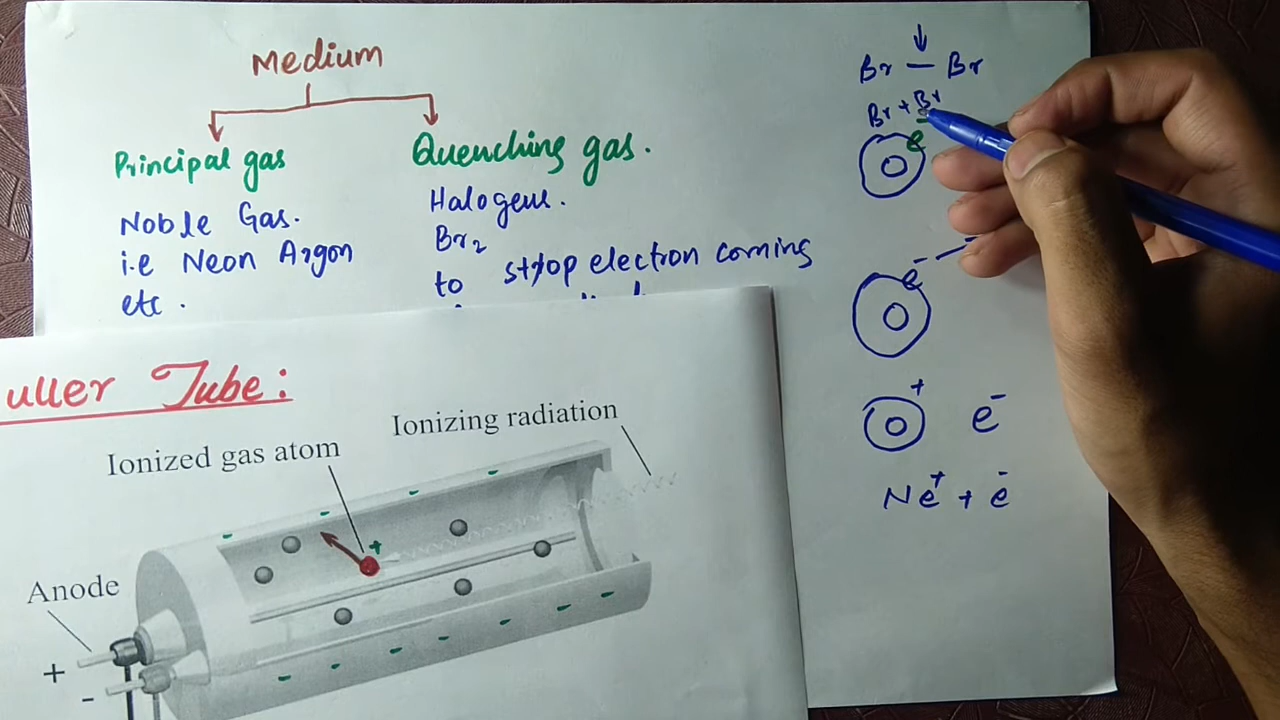 Medium
Principal gas
Noble Gas.
i.e Neon Argon
etc.
Quenching gas.
Halogens.
Br2
to stop electron coming
Br — Br
Br + Br
e
e-
+
e-
Ne+ + e-
uller Tube:
Ionizing radiation
Ionized gas atom
+
Anode
+
-